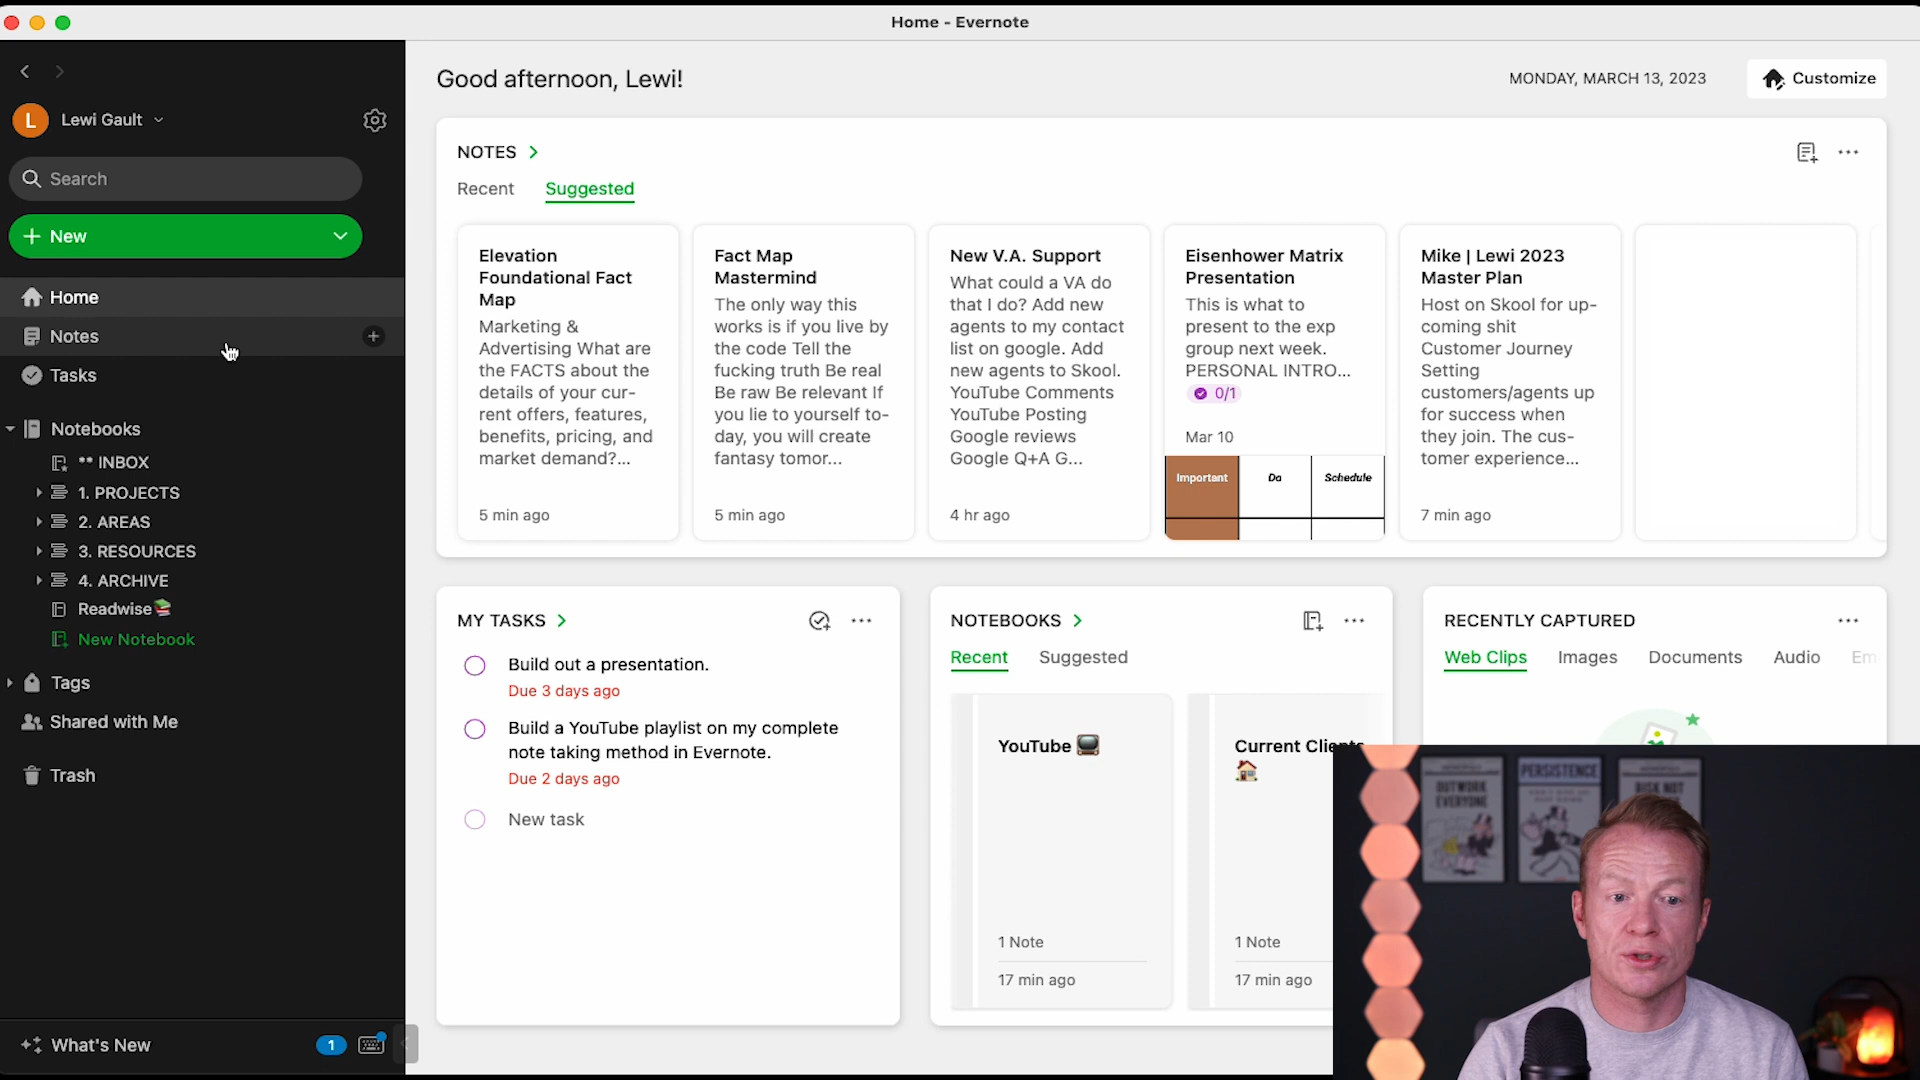 Home - Evernote
Good afternoon, Lewi!
MONDAY, MARCH 13, 2023
Customize
L
Lewi Gault
Search
New
Home
Notes
Tasks
Notebooks
** INBOX
1. PROJECTS
2. AREAS
3. RESOURCES
4. ARCHIVE
Readwise
New Notebook
Tags
Shared with Me
Trash
What's New
1
NOTES
Recent
Suggested
Elevation
Foundational Fact
Map
Marketing &
Advertising What are
the FACTS about the
details of your cur-
rent offers, features,
benefits, pricing, and
market demand?...
5 min ago
Fact Map
Mastermind
The only way this
works is if you live by
the code Tell the
fucking truth Be real
Be raw Be relevant If
you lie to yourself to-
day, you will create
fantasy tomor...
5 min ago
New V.A. Support
What could a VA do
that I do? Add new
agents to my contact
list on google. Add
new agents to Skool.
YouTube Comments
YouTube Posting
Google reviews
Google Q+A G...
4 hr ago
Eisenhower Matrix
Presentation
This is what to
present to the exp
group next week.
PERSONAL INTRO...
0/1
Mar 10
Important
Do
Schedule
Mike | Lewi 2023
Master Plan
Host on Skool for up-
coming shit
Customer Journey
Setting
customers/agents up
for success when
they join. The cus-
tomer experience...
7 min ago
MY TASKS
Build out a presentation.
Due 3 days ago
Build a YouTube playlist on my complete
note taking method in Evernote.
Due 2 days ago
New task
NOTEBOOKS
Recent
Suggested
YouTube
1 Note
17 min ago
Current Clients
1 Note
17 min ago
RECENTLY CAPTURED
Web Clips
Images
Documents
Audio
Em
OUTWORK
EVERYONE
PERSISTENCE
RISK NOT